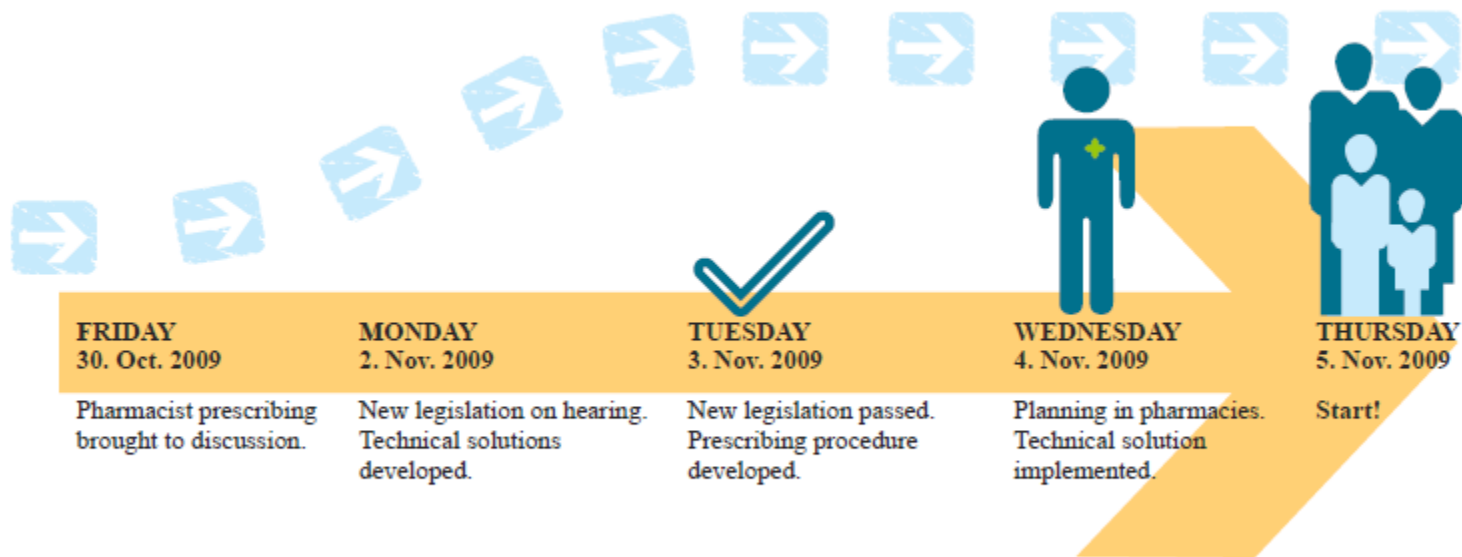 FRIDAY
30. Oct. 2009
Pharmacist prescribing
brought to discussion.
MONDAY
2. Nov. 2009
New legislation on hearing.
Technical solutions
developed.
TUESDAY
3. Nov. 2009
New legislation passed.
Prescribing procedure
developed.
WEDNESDAY
4. Nov. 2009
Planning in pharmacies.
Technical solution
implemented.
THURSDAY
5. Nov. 2009
Start!